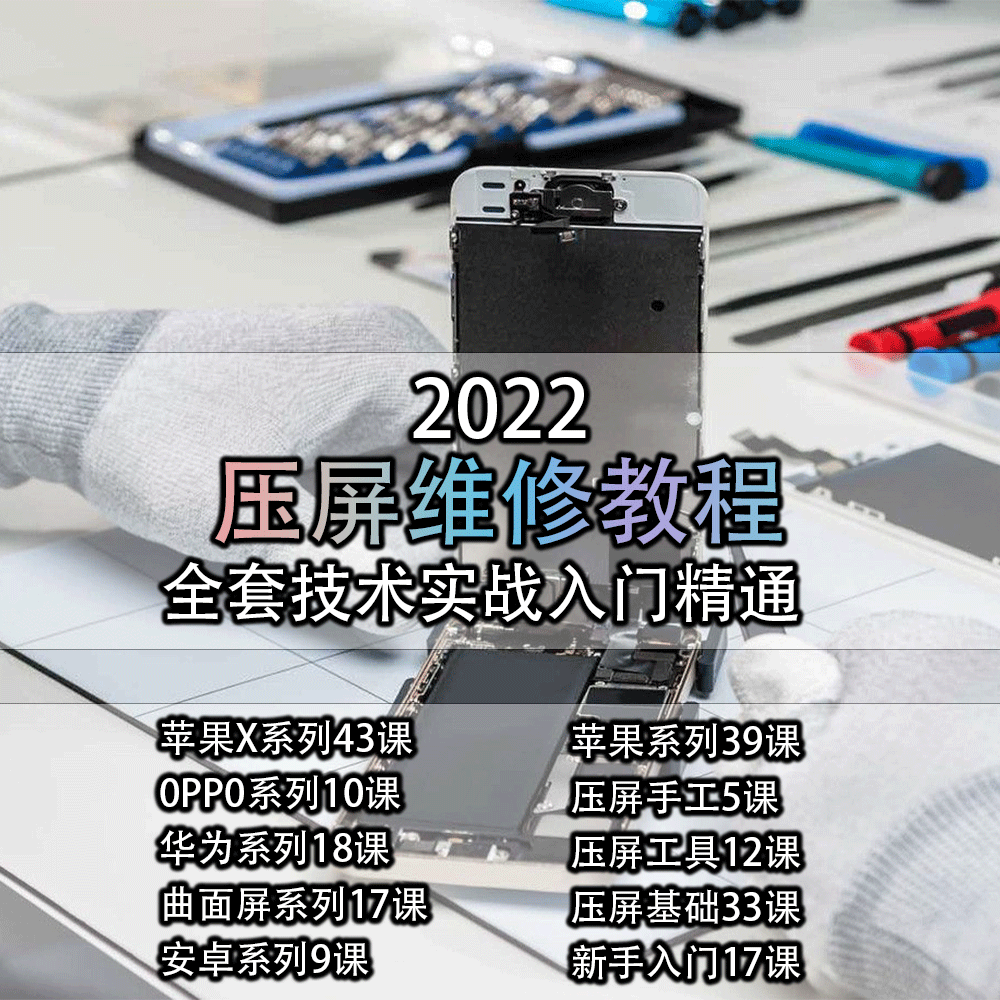 2022
压屏维修教程
全套技术实战入门精通
苹果X系列43课
OPPO系列10课
华为系列18课
曲面屏系列17课
安卓系列9课
苹果系列39课
压屏手工5课
压屏工具12课
压屏基础33课
新手入门17课